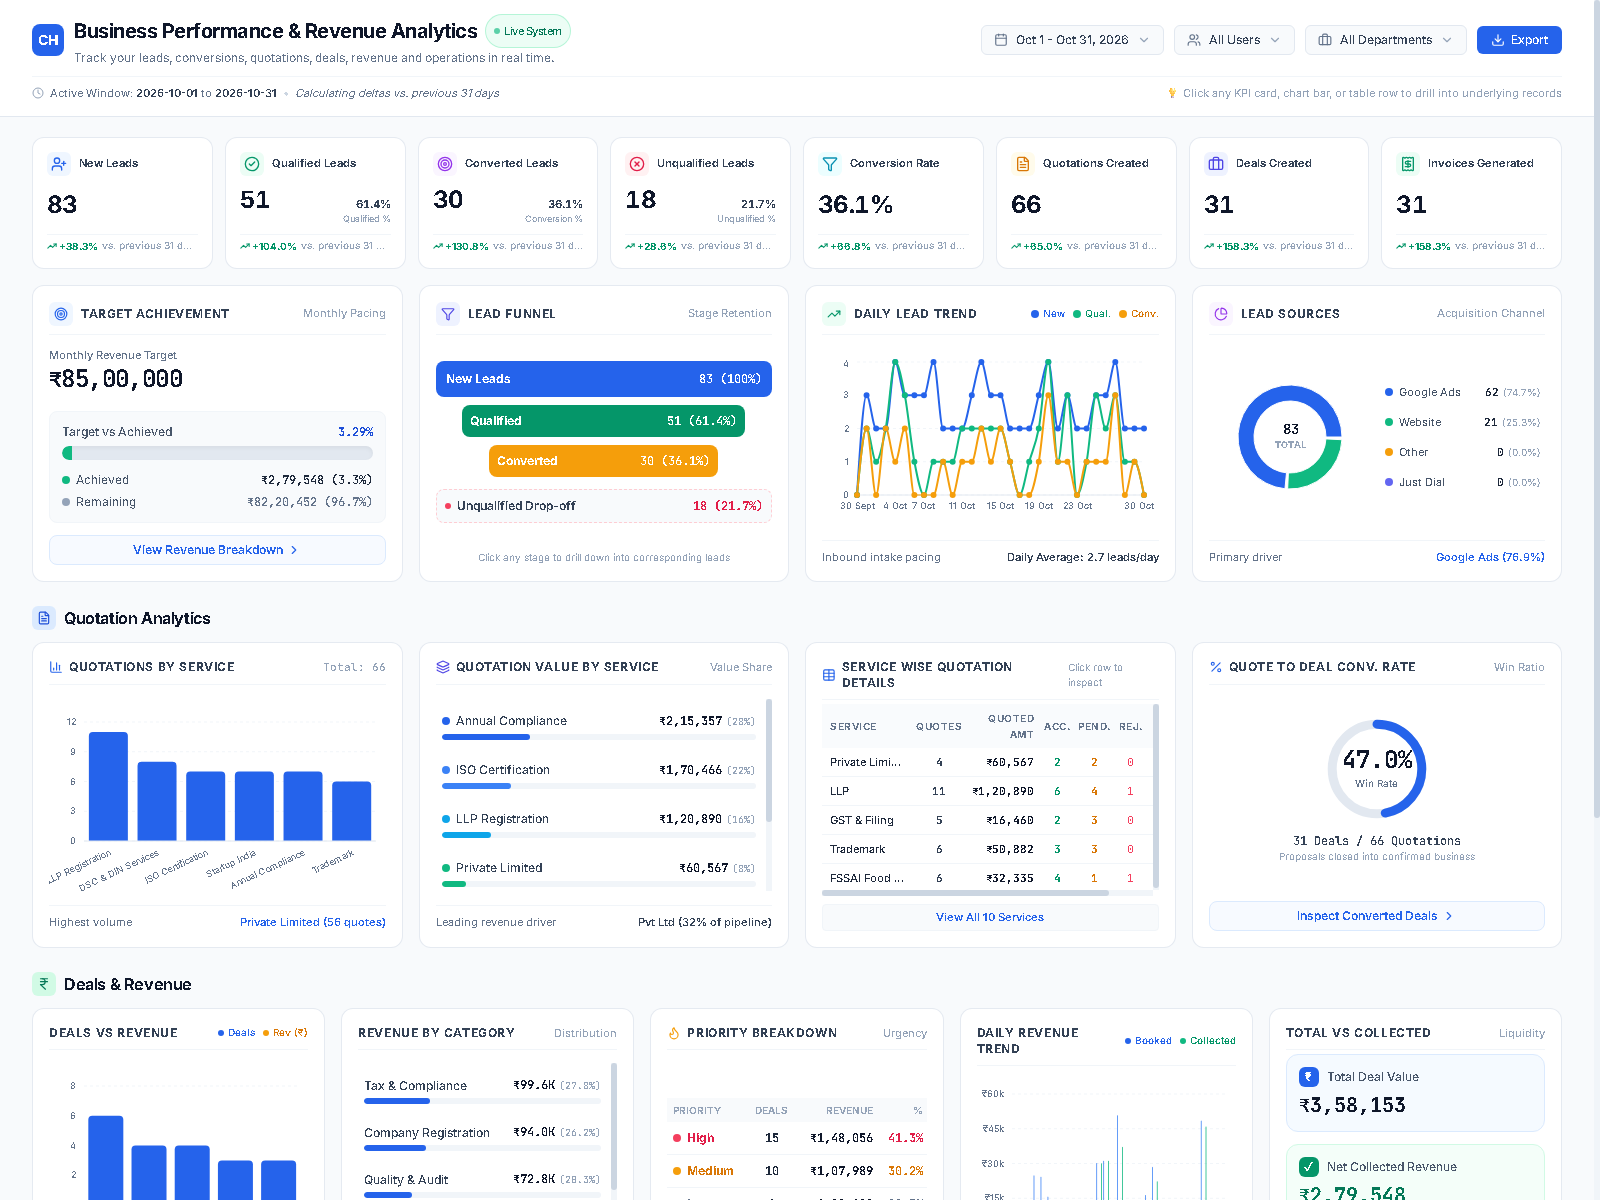 CH
Business Performance & Revenue Analytics
Live System
Track your leads, conversions, quotations, deals, revenue and operations in real time.
Oct 1 - Oct 31, 2026
All Users
All Departments
Export
Active Window: 2026-10-01 to 2026-10-31 • Calculating deltas vs. previous 31 days
Click any KPI card, chart bar, or table row to drill into underlying records
New Leads
83
+38.3% vs. previous 31 d...
Qualified Leads
51
61.4%
Qualified %
+104.0% vs. previous 31 ...
Converted Leads
30
36.1%
Conversion %
+130.8% vs. previous 31 d...
Unqualified Leads
18
21.7%
Unqualified %
+28.6% vs. previous 31 d...
Conversion Rate
36.1%
+66.8% vs. previous 31 d...
Quotations Created
66
+65.0% vs. previous 31 d...
Deals Created
31
+158.3% vs. previous 31 d...
Invoices Generated
31
+158.3% vs. previous 31 d...
TARGET ACHIEVEMENT
Monthly Pacing
Monthly Revenue Target
₹85,00,000
Target vs Achieved 3.29%
Achieved ₹2,79,548 (3.3%)
Remaining ₹82,20,452 (96.7%)
View Revenue Breakdown
LEAD FUNNEL
Stage Retention
New Leads 83 (100%)
Qualified 51 (61.4%)
Converted 30 (36.1%)
Unqualified Drop-off 18 (21.7%)
Click any stage to drill down into corresponding leads
DAILY LEAD TREND
New Qual. Conv.
4
3
2
1
0
30 Sept 4 Oct 7 Oct 11 Oct 15 Oct 19 Oct 23 Oct 30 Oct
Inbound intake pacing Daily Average: 2.7 leads/day
LEAD SOURCES
Acquisition Channel
83
TOTAL
Google Ads 62 (74.7%)
Website 21 (25.3%)
Other 0 (0.0%)
Just Dial 0 (0.0%)
Primary driver Google Ads (76.9%)
Quotation Analytics
QUOTATIONS BY SERVICE
Total: 66
12
9
6
3
0
LLP Registration DSC & DIN Services ISO Certification Startup India Annual Compliance Trademark
Highest volume Private Limited (56 quotes)
QUOTATION VALUE BY SERVICE
Value Share
Annual Compliance ₹2,15,357 (28%)
ISO Certification ₹1,70,466 (22%)
LLP Registration ₹1,20,890 (16%)
Private Limited ₹60,567 (8%)
Leading revenue driver Pvt Ltd (32% of pipeline)
SERVICE WISE QUOTATION DETAILS
Click row to inspect
SERVICE QUOTES QUOTED AMT ACC. PEND. REJ.
Private Limi... 4 ₹60,567 2 2 0
LLP 11 ₹1,20,890 6 4 1
GST & Filing 5 ₹16,460 2 3 0
Trademark 6 ₹50,882 3 3 0
FSSAI Food ... 6 ₹32,335 4 1 1
View All 10 Services
QUOTE TO DEAL CONV. RATE
Win Ratio
47.0%
Win Rate
31 Deals / 66 Quotations
Proposals closed into confirmed business
Inspect Converted Deals
₹
Deals & Revenue
DEALS VS REVENUE
Deals Rev (₹)
8
6
4
2
REVENUE BY CATEGORY
Distribution
Tax & Compliance ₹99.6K (27.8%)
Company Registration ₹94.0K (26.2%)
Quality & Audit ₹72.8K (20.3%)
PRIORITY BREAKDOWN
Urgency
PRIORITY DEALS REVENUE %
High 15 ₹1,48,056 41.3%
Medium 10 ₹1,07,989 30.2%
DAILY REVENUE TREND
Booked Collected
₹60k
₹45k
₹30k
₹15k
TOTAL VS COLLECTED
Liquidity
₹ Total Deal Value
₹3,58,153
Net Collected Revenue
₹2,79,548